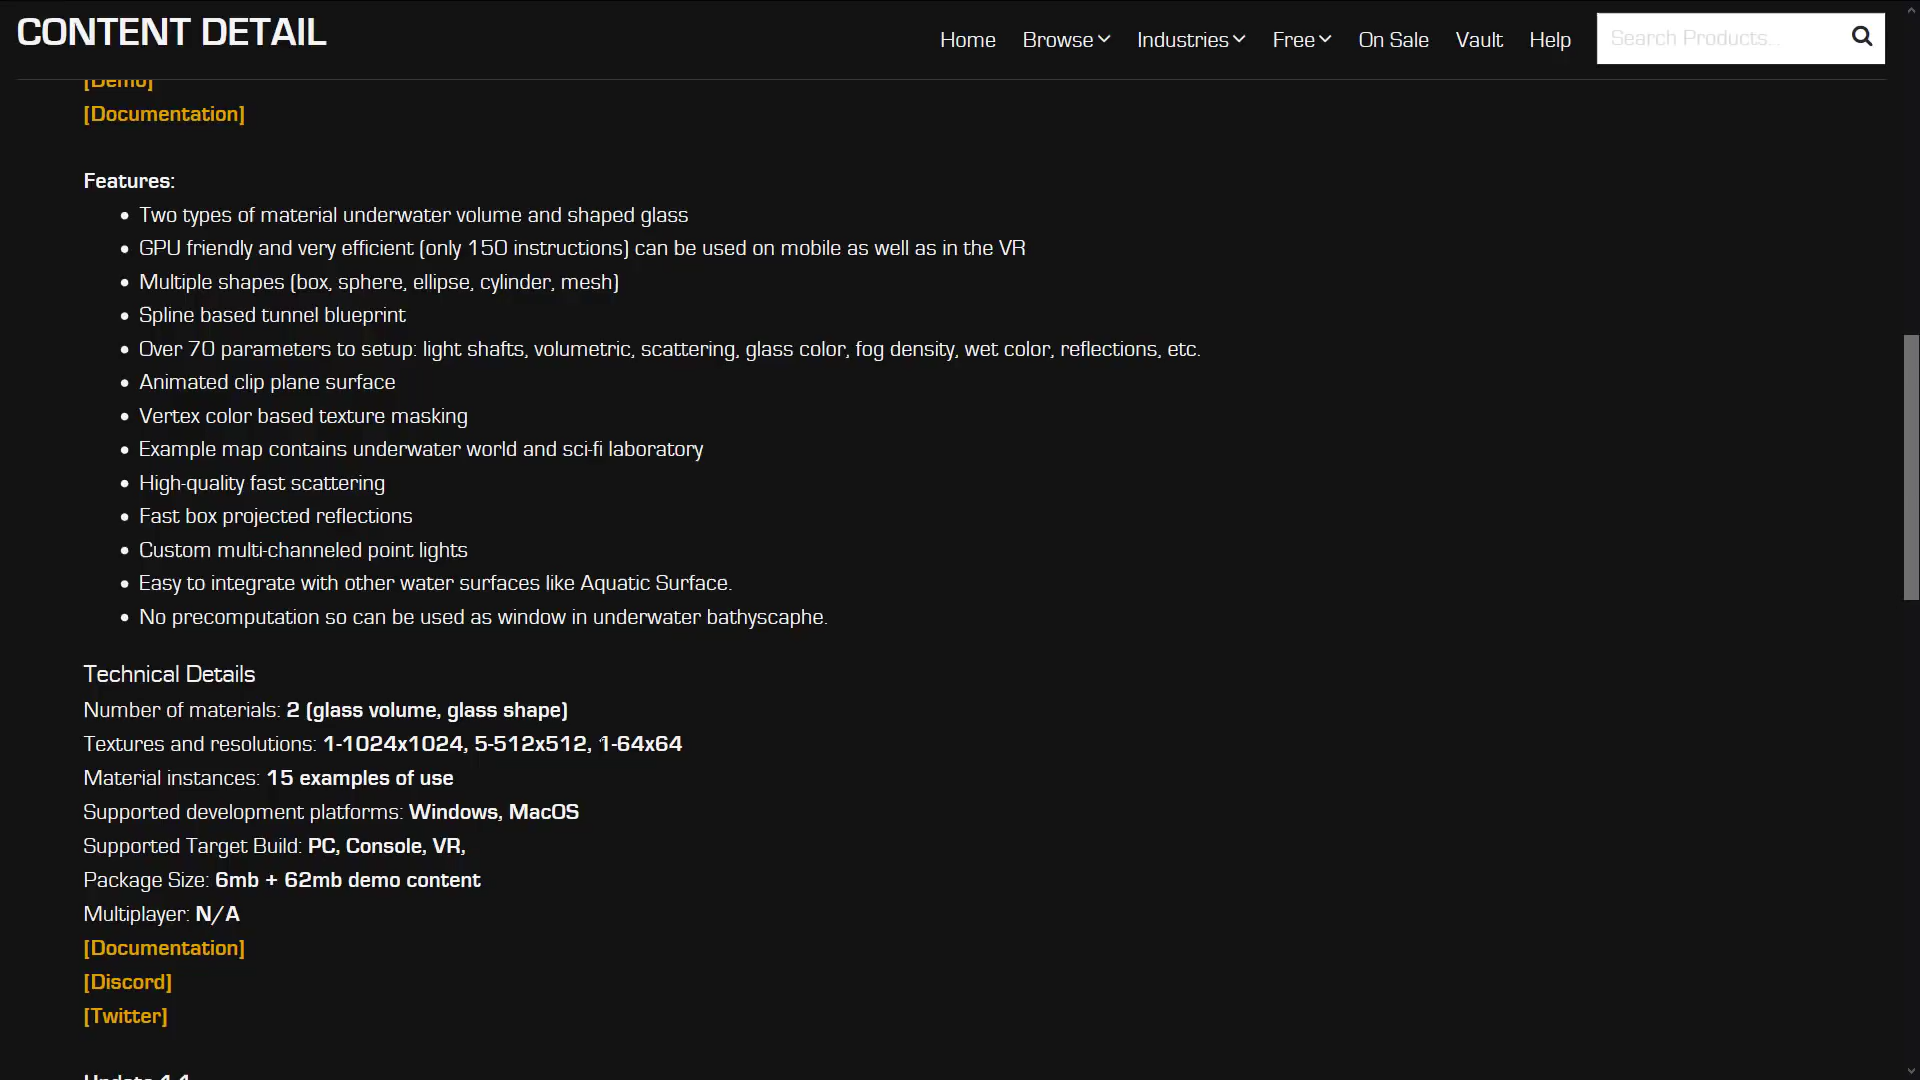 CONTENT DETAIL
Home Browse Industries Free On Sale Vault Help Search Products...
[Demo]
[Documentation]
Features:
Two types of material underwater volume and shaped glass
GPU friendly and very efficient (only 150 instructions) can be used on mobile as well as in the VR
Multiple shapes (box, sphere, ellipse, cylinder, mesh)
Spline based tunnel blueprint
Over 70 parameters to setup: light shafts, volumetric, scattering, glass color, fog density, wet color, reflections, etc.
Animated clip plane surface
Vertex color based texture masking
Example map contains underwater world and sci-fi laboratory
High-quality fast scattering
Fast box projected reflections
Custom multi-channeled point lights
Easy to integrate with other water surfaces like Aquatic Surface.
No precomputation so can be used as window in underwater bathyscaphe.
Technical Details
Number of materials: 2 (glass volume, glass shape)
Textures and resolutions: 1-1024x1024, 5-512x512, 1-64x64
Material instances: 15 examples of use
Supported development platforms: Windows, MacOS
Supported Target Build: PC, Console, VR,
Package Size: 6mb + 62mb demo content
Multiplayer: N/A
[Documentation]
[Discord]
[Twitter]
Update 1.1